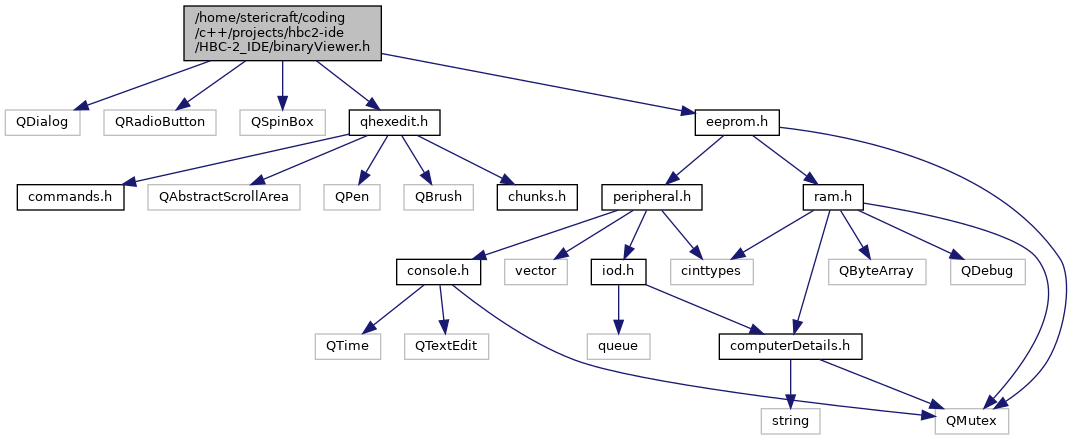 /home/stericraft/coding
/c++/projects/hbc2-ide
/HBC-2_IDE/binaryViewer.h
QDialog
QRadioButton
QSpinBox
qhexedit.h
eeprom.h
commands.h
QAbstractScrollArea
QPen
QBrush
chunks.h
peripheral.h
ram.h
console.h
vector
iod.h
cinttypes
QByteArray
QDebug
QTime
QTextEdit
queue
computerDetails.h
string
QMutex